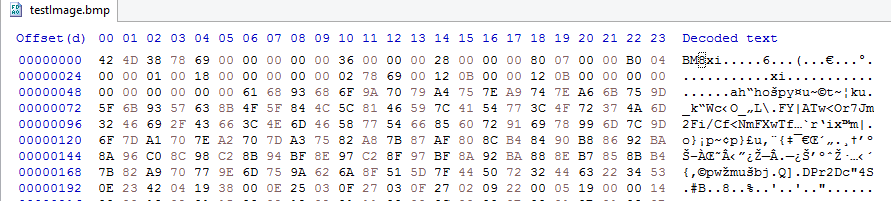 testImage.bmp
Offset(d) 00 01 02 03 04 05 06 07 08 09 10 11 12 13 14 15 16 17 18 19 20 21 22 23 Decoded text
00000000 42 4D 38 78 69 00 00 00 00 00 36 00 00 00 28 00 00 00 80 07 00 00 B0 04 BM8xi.....6...(...€...°.
00000024 00 00 01 00 18 00 00 00 00 00 02 78 69 00 12 0B 00 00 12 0B 00 00 00 00 ...........xi...........
00000048 00 00 00 00 00 00 61 68 93 68 6F 9A 70 79 A4 75 7E A9 74 7E A6 6B 75 9D ......ah“hošpy¤u~©t~¦ku.
00000072 5F 6B 93 57 63 8B 4F 5F 84 4C 5C 81 46 59 7C 41 54 77 3C 4F 72 37 4A 6D _k“Wc‹O_„L\.FY|ATw<Or7Jm
00000096 32 46 69 2F 43 66 3C 4E 6D 46 58 77 54 66 85 60 72 91 69 78 99 6D 7C 9D 2Fi/Cf<NmFXwTf…`r‘ix™m|.
00000120 6F 7D A1 70 7E A2 70 7D A3 75 82 A8 7B 87 AF 80 8C B4 84 90 B8 86 92 BA o}¡p~¢p}£u‚¨{‡¯€Œ´„.¸†’º
00000144 8A 96 C0 8C 98 C2 8B 94 BF 8E 97 C2 8F 97 BF 8A 92 BA 88 8E B7 85 8B B4 Š–ÀŒ˜Â‹”¿Ž—Â.—¿Š’ºˆŽ·…‹´
00000168 7B 82 A9 70 77 9E 6D 75 9A 62 6A 8F 51 5D 7F 44 50 72 32 44 63 22 34 53 {‚©pwžmušbj.Q].DPr2Dc"4S
00000192 0E 23 42 04 19 38 00 0E 25 03 0F 27 03 0F 27 02 09 22 00 05 19 00 00 14 .#B..8..%..'..'.."......